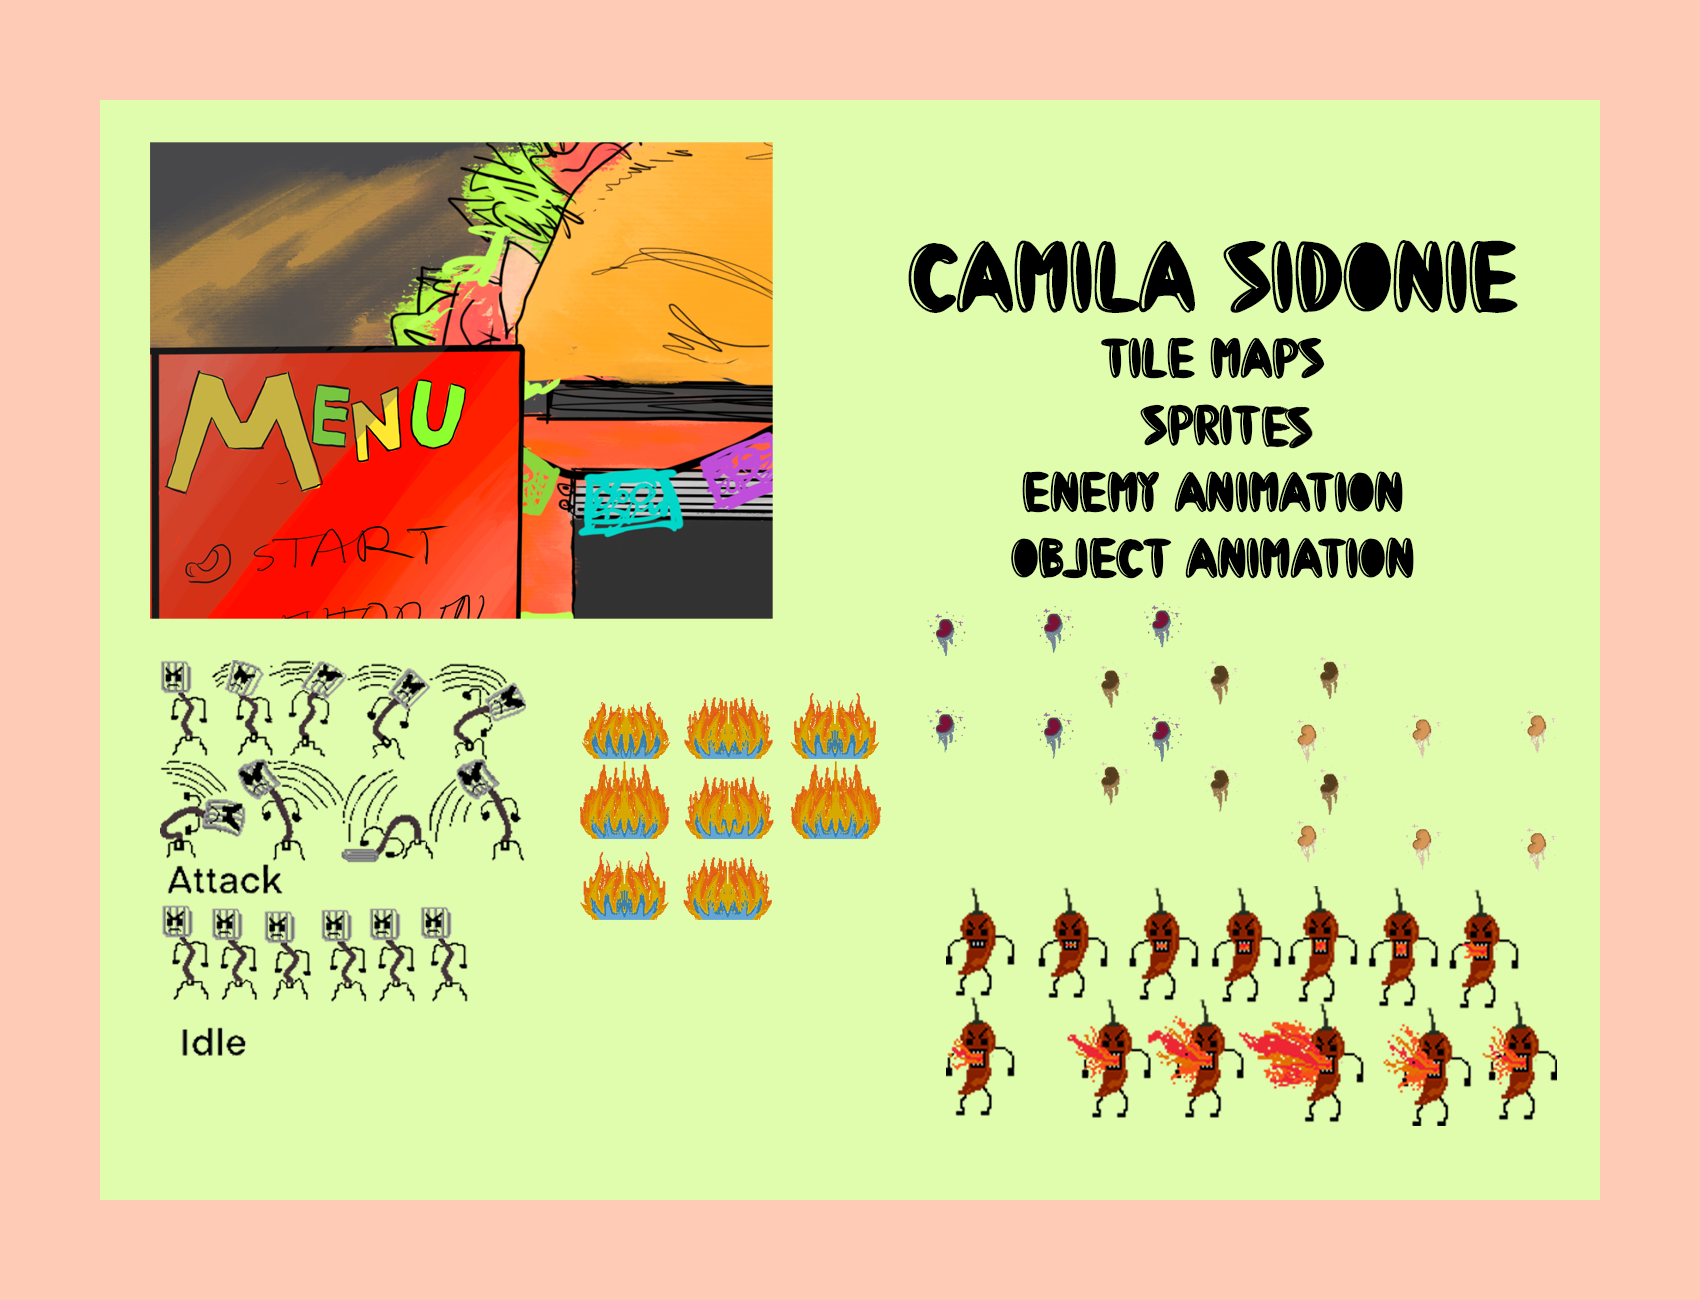 MENU
START
CAMILA SIDONIE
TILE MAPS
SPRITES
ENEMY ANIMATION
OBJECT ANIMATION
Attack
Idle